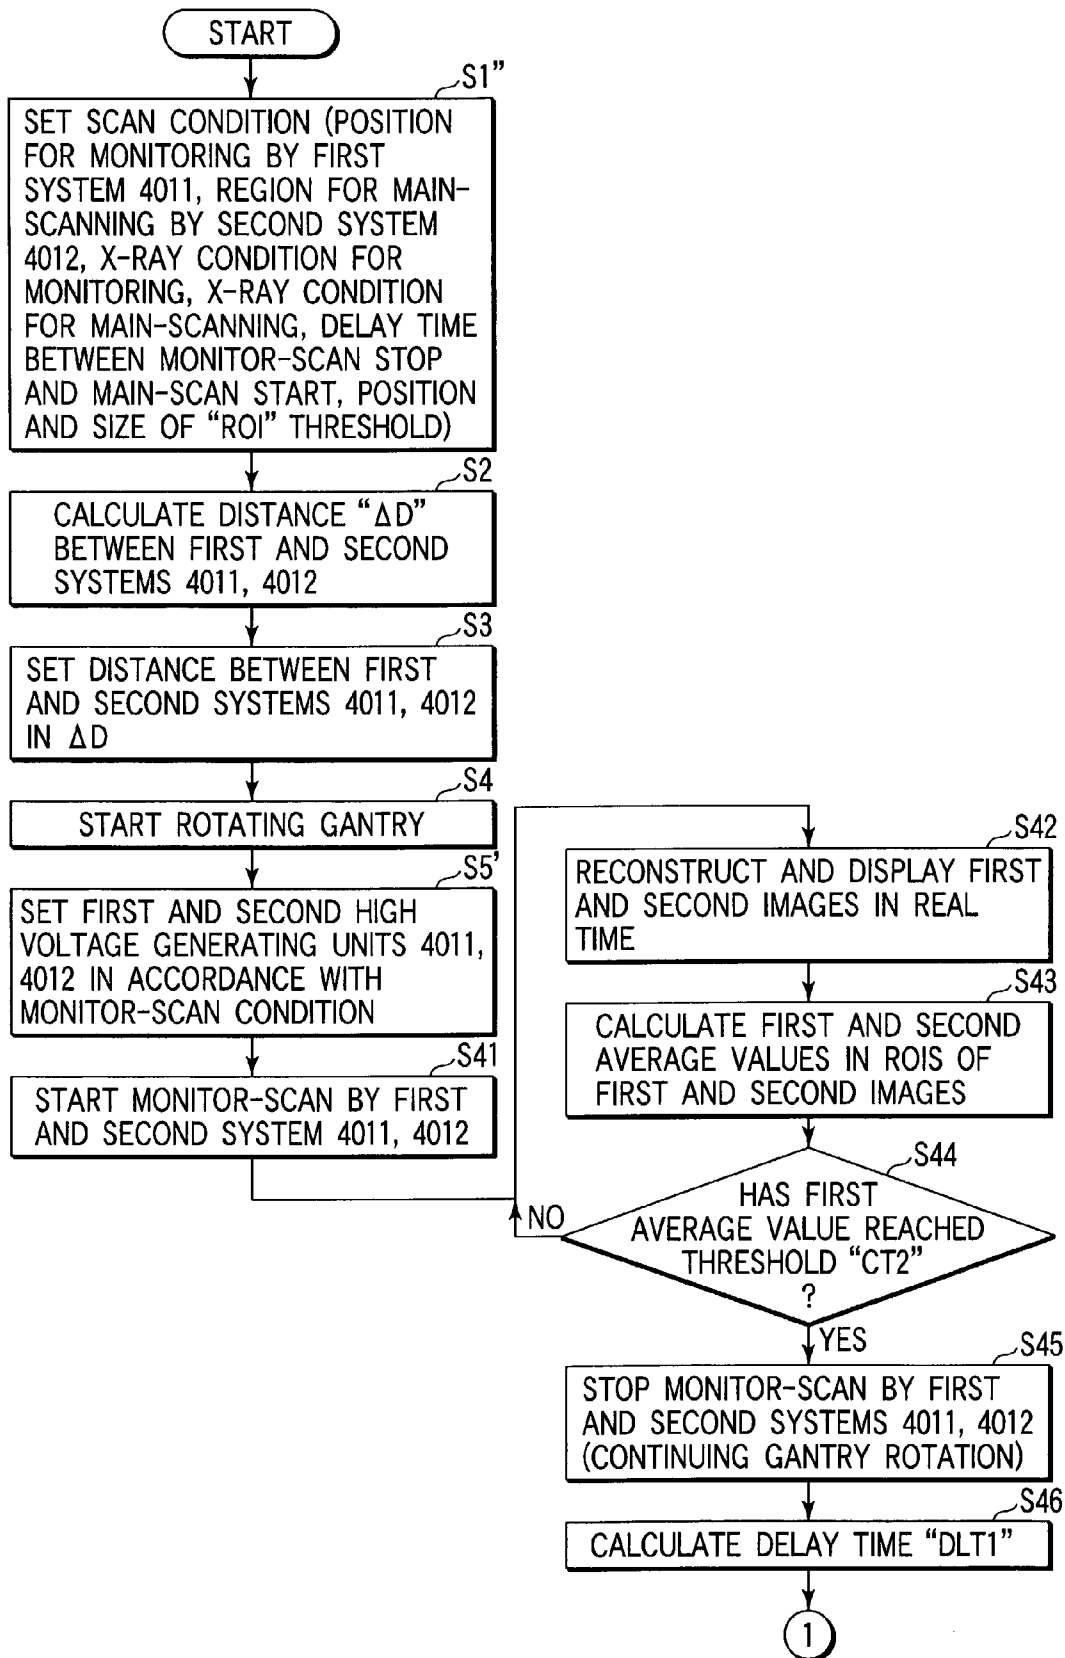 START
S1”
SET SCAN CONDITION (POSITION
FOR MONITORING BY FIRST
SYSTEM 4011, REGION FOR MAIN-
SCANNING BY SECOND SYSTEM
4012, X-RAY CONDITION FOR
MONITORING, X-RAY CONDITION
FOR MAIN-SCANNING, DELAY TIME
BETWEEN MONITOR-SCAN STOP
AND MAIN-SCAN START, POSITION
AND SIZE OF “ROI” THRESHOLD)
S2
CALCULATE DISTANCE “ΔD”
BETWEEN FIRST AND SECOND
SYSTEMS 4011, 4012
S3
SET DISTANCE BETWEEN FIRST
AND SECOND SYSTEMS 4011, 4012
IN ΔD
S4
START ROTATING GANTRY
S5’
SET FIRST AND SECOND HIGH
VOLTAGE GENERATING UNITS 4011,
4012 IN ACCORDANCE WITH
MONITOR-SCAN CONDITION
S41
START MONITOR-SCAN BY FIRST
AND SECOND SYSTEM 4011, 4012
S42
RECONSTRUCT AND DISPLAY FIRST
AND SECOND IMAGES IN REAL
TIME
S43
CALCULATE FIRST AND SECOND
AVERAGE VALUES IN ROIS OF
FIRST AND SECOND IMAGES
S44
HAS FIRST
AVERAGE VALUE REACHED
THRESHOLD “CT2”
?
NO
YES
S45
STOP MONITOR-SCAN BY FIRST
AND SECOND SYSTEMS 4011, 4012
(CONTINUING GANTRY ROTATION)
S46
CALCULATE DELAY TIME “DLT1”
1